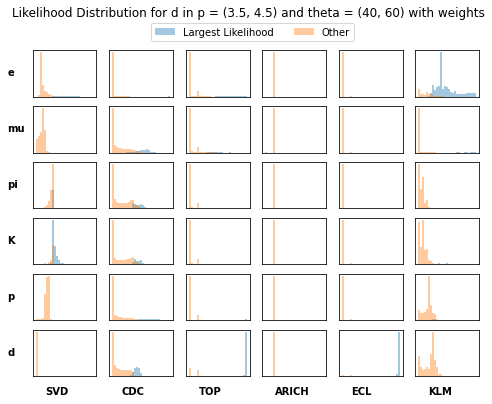 Likelihood Distribution for d in p = (3.5, 4.5) and theta = (40, 60) with weights
Largest Likelihood Other
e
mu
pi
K
p
d
SVD CDC TOP ARICH ECL KLM